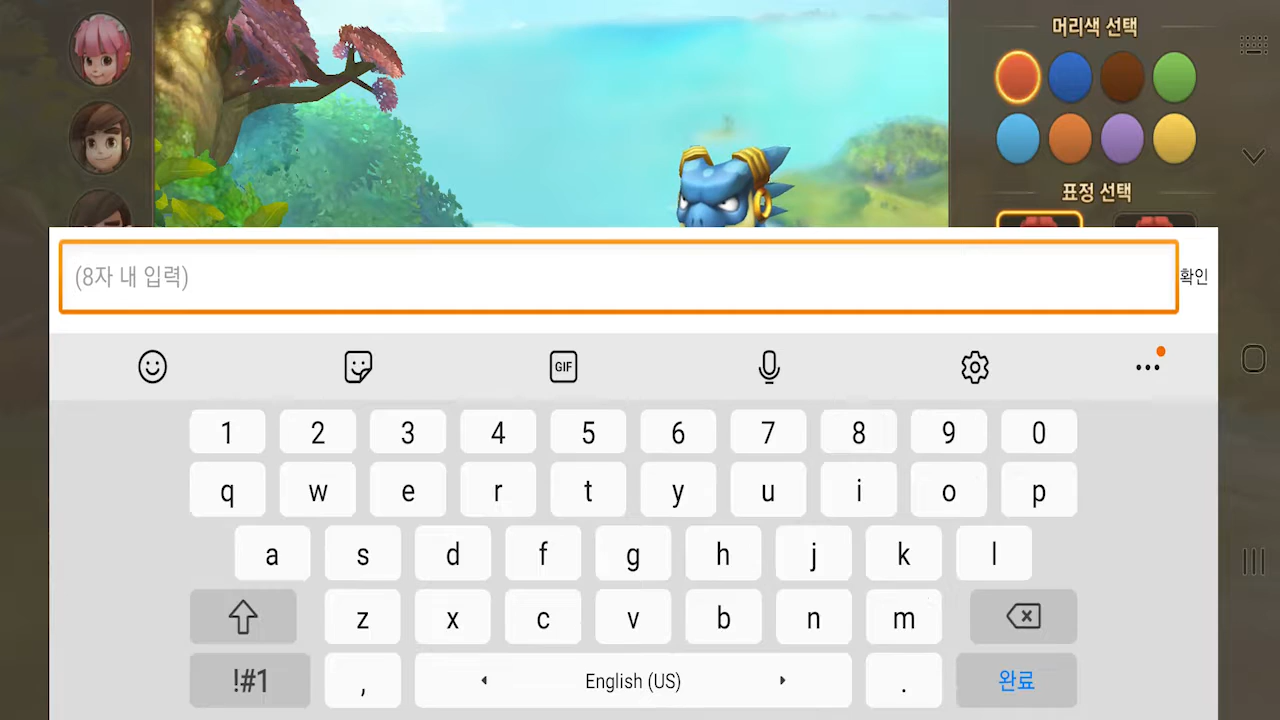 머리색 선택
표정 선택
(8자 내 입력)
확인
GIF
1 2 3 4 5 6 7 8 9 0
q w e r t y u i o p
a s d f g h j k l
z x c v b n m
!#1 , English (US) . 완료